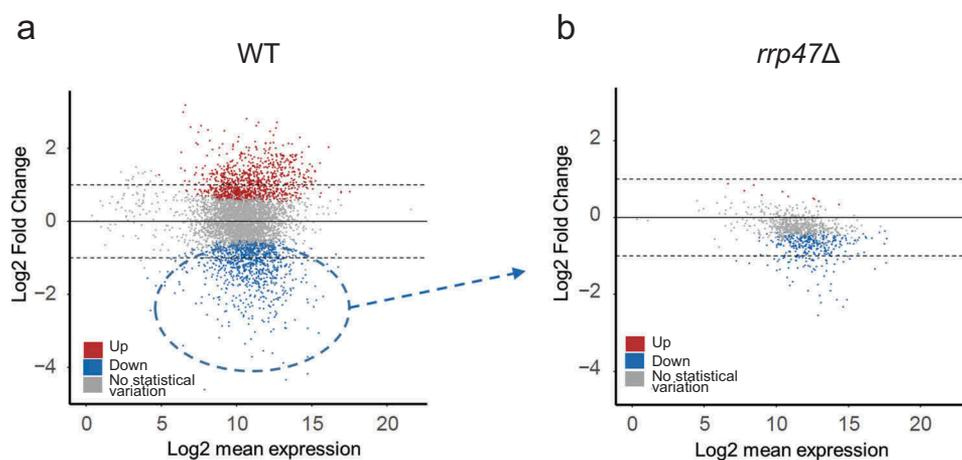 a
WT
Log2 Fold Change
2
0
−2
−4
Up
Down
No statistical
variation
0
5
10
15
20
Log2 mean expression
b
rrp47Δ
Log2 Fold Change
2
0
−2
−4
Up
Down
No statistical
variation
0
5
10
15
20
Log2 mean expression